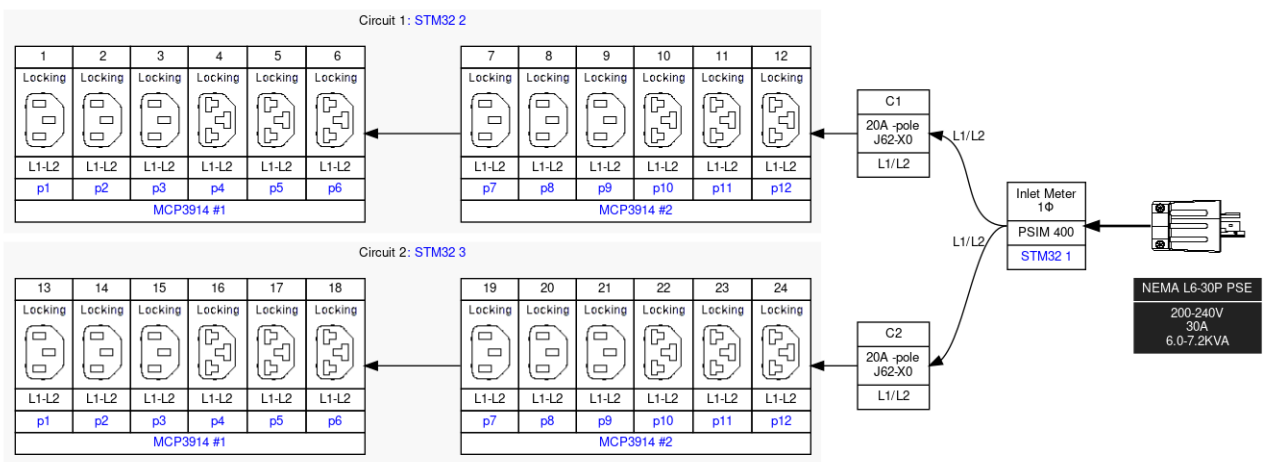 Circuit 1: STM32 2
1 2 3 4 5 6
Locking Locking Locking Locking Locking Locking
L1-L2 L1-L2 L1-L2 L1-L2 L1-L2 L1-L2
p1 p2 p3 p4 p5 p6
MCP3914 #1
7 8 9 10 11 12
Locking Locking Locking Locking Locking Locking
L1-L2 L1-L2 L1-L2 L1-L2 L1-L2 L1-L2
p7 p8 p9 p10 p11 p12
MCP3914 #2
C1
20A -pole
J62-X0
L1/L2
L1/L2
Circuit 2: STM32 3
13 14 15 16 17 18
Locking Locking Locking Locking Locking Locking
L1-L2 L1-L2 L1-L2 L1-L2 L1-L2 L1-L2
p1 p2 p3 p4 p5 p6
MCP3914 #1
19 20 21 22 23 24
Locking Locking Locking Locking Locking Locking
L1-L2 L1-L2 L1-L2 L1-L2 L1-L2 L1-L2
p7 p8 p9 p10 p11 p12
MCP3914 #2
C2
20A -pole
J62-X0
L1/L2
L1/L2
Inlet Meter
1Φ
PSIM 400
STM32 1
NEMA L6-30P PSE
200-240V
30A
6.0-7.2KVA